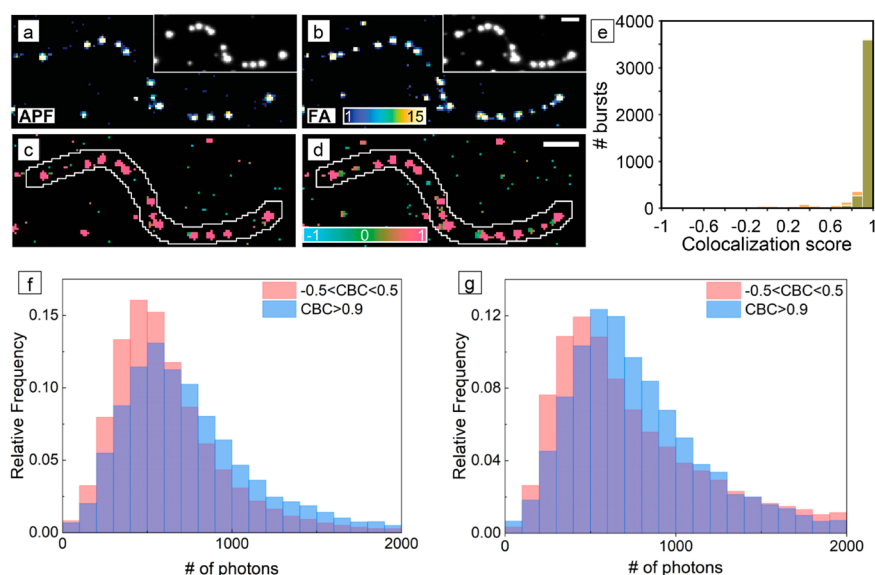 a
b
APF
FA
1
15
c
d
-1
0
1
e
4000
3000
2000
1000
0
# bursts
-1
-0.6
-0.2
0.2
0.6
1
Colocalization score
f
-0.5<CBC<0.5
CBC>0.9
0.15
0.10
0.05
0.00
Relative Frequency
0
1000
2000
# of photons
g
-0.5<CBC<0.5
CBC>0.9
0.12
0.08
0.04
0.00
Relative Frequency
0
1000
2000
# of photons